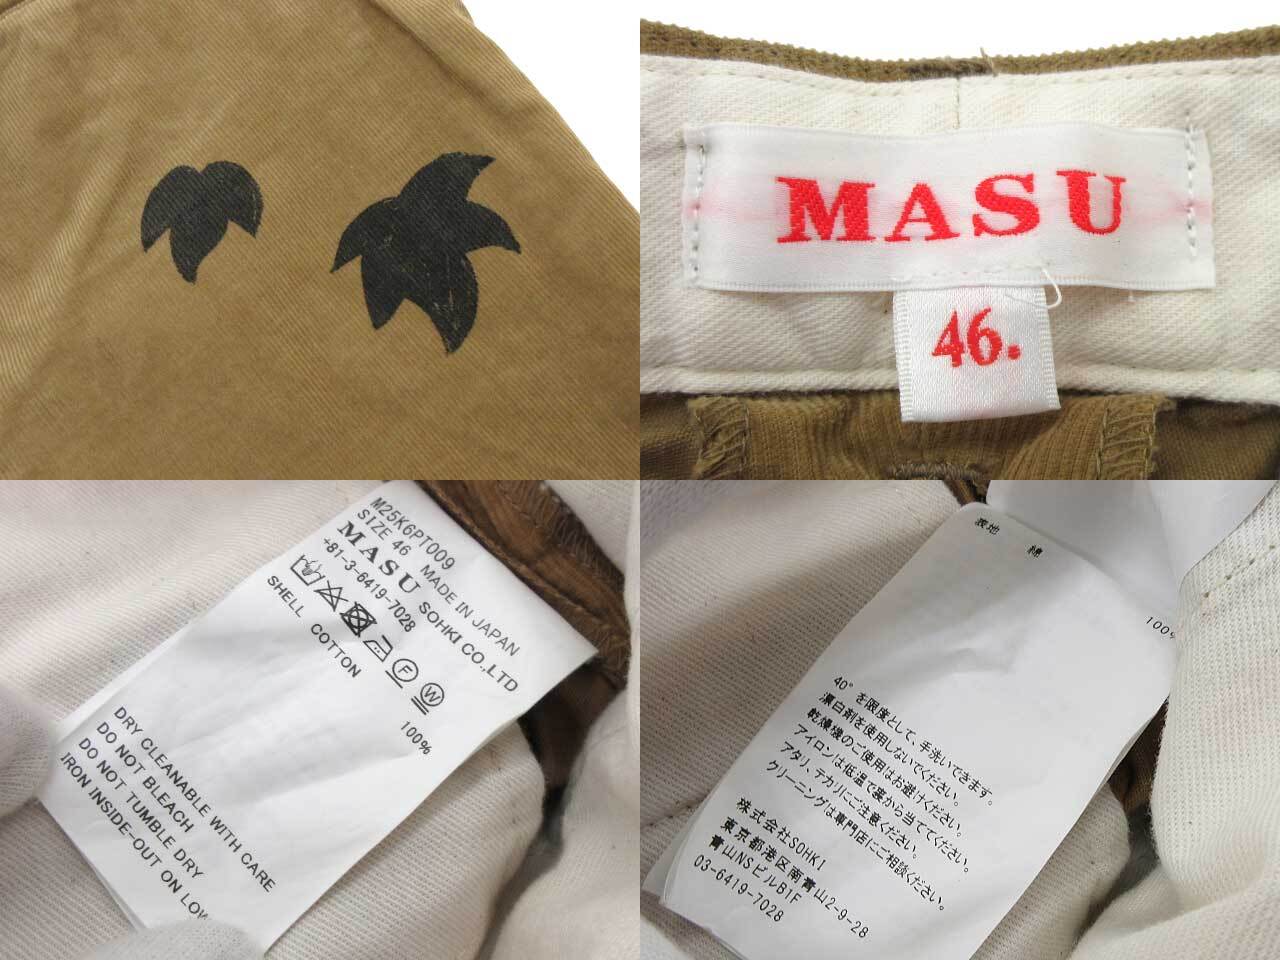 MASU
46.
M25K6PT009
SIZE 46 MADE IN JAPAN
MASU SOHKI CO.,LTD
+81-3-6419-7028
SHELL COTTON 100%
DRY CLEANABLE WITH CARE
DO NOT BLEACH
DO NOT TUMBLE DRY
IRON INSIDE-OUT ON LOW
表地 綿 100%
40°を限度として、手洗いできます。
漂白剤を使用しないでください。
乾燥機のご使用はお避けください。
アイロンは低温で裏から当ててください。
アタリ、テカリにご注意ください。
クリーニングは専門店にご相談ください。
株式会社SOHKI
東京都港区南青山2-9-28
青山NSビルB1F
03-6419-7028